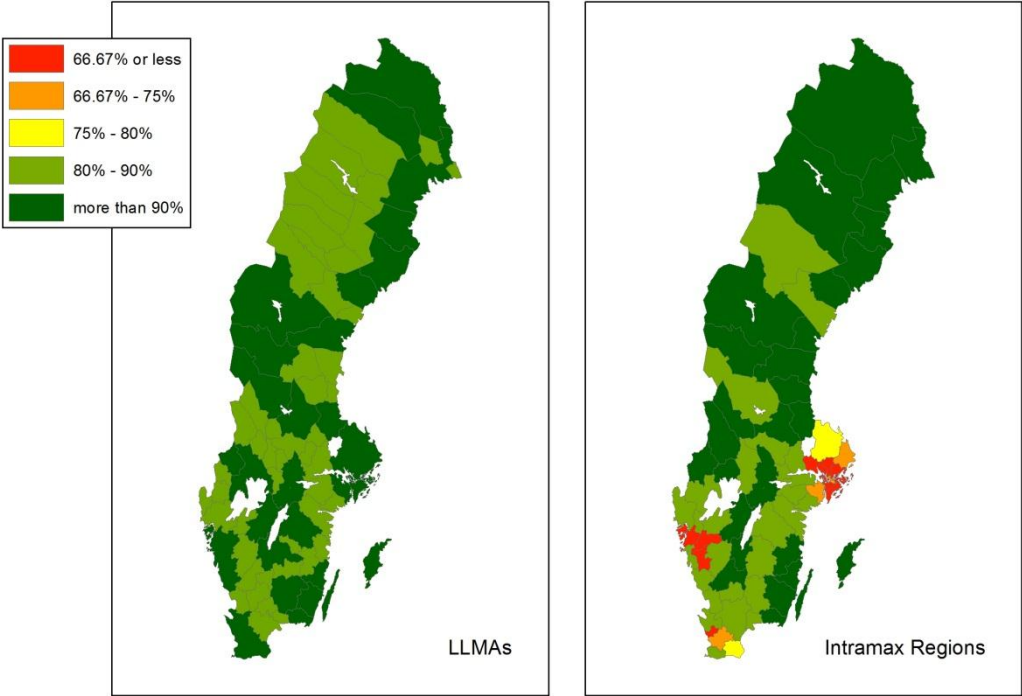 66.67% or less
66.67% - 75%
75% - 80%
80% - 90%
more than 90%
LLMAs
Intramax Regions